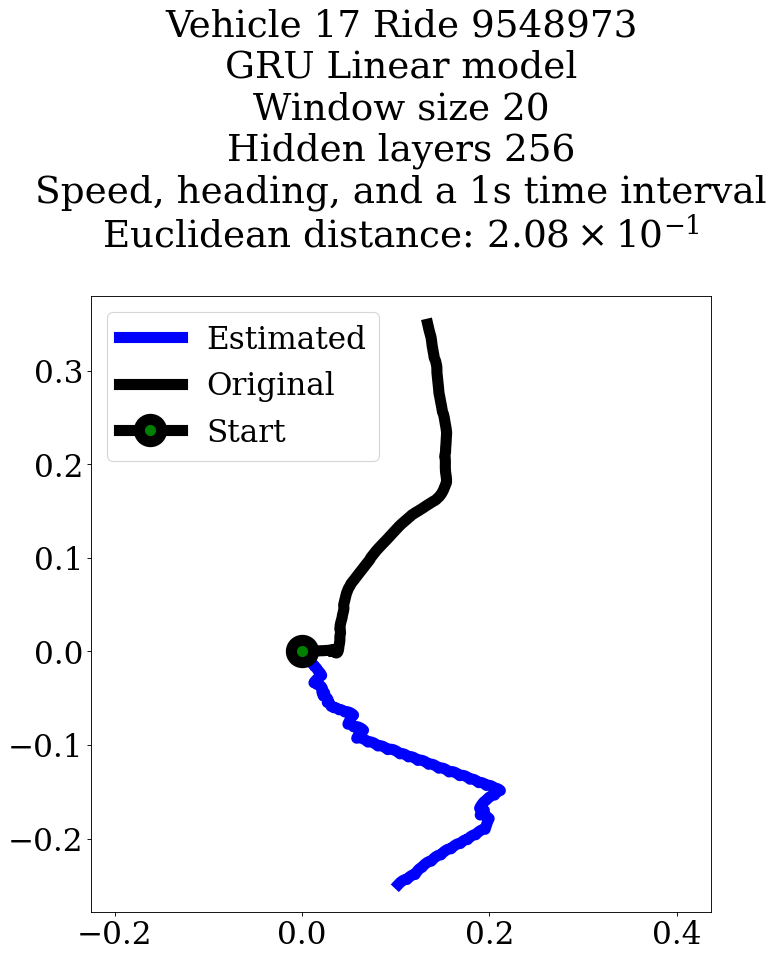 Vehicle 17 Ride 9548973
GRU Linear model
Window size 20
Hidden layers 256
Speed, heading, and a 1s time interval
Euclidean distance: 2.08 × 10⁻¹
Estimated
Original
Start
0.3
0.2
0.1
0.0
−0.1
−0.2
−0.2 0.0 0.2 0.4